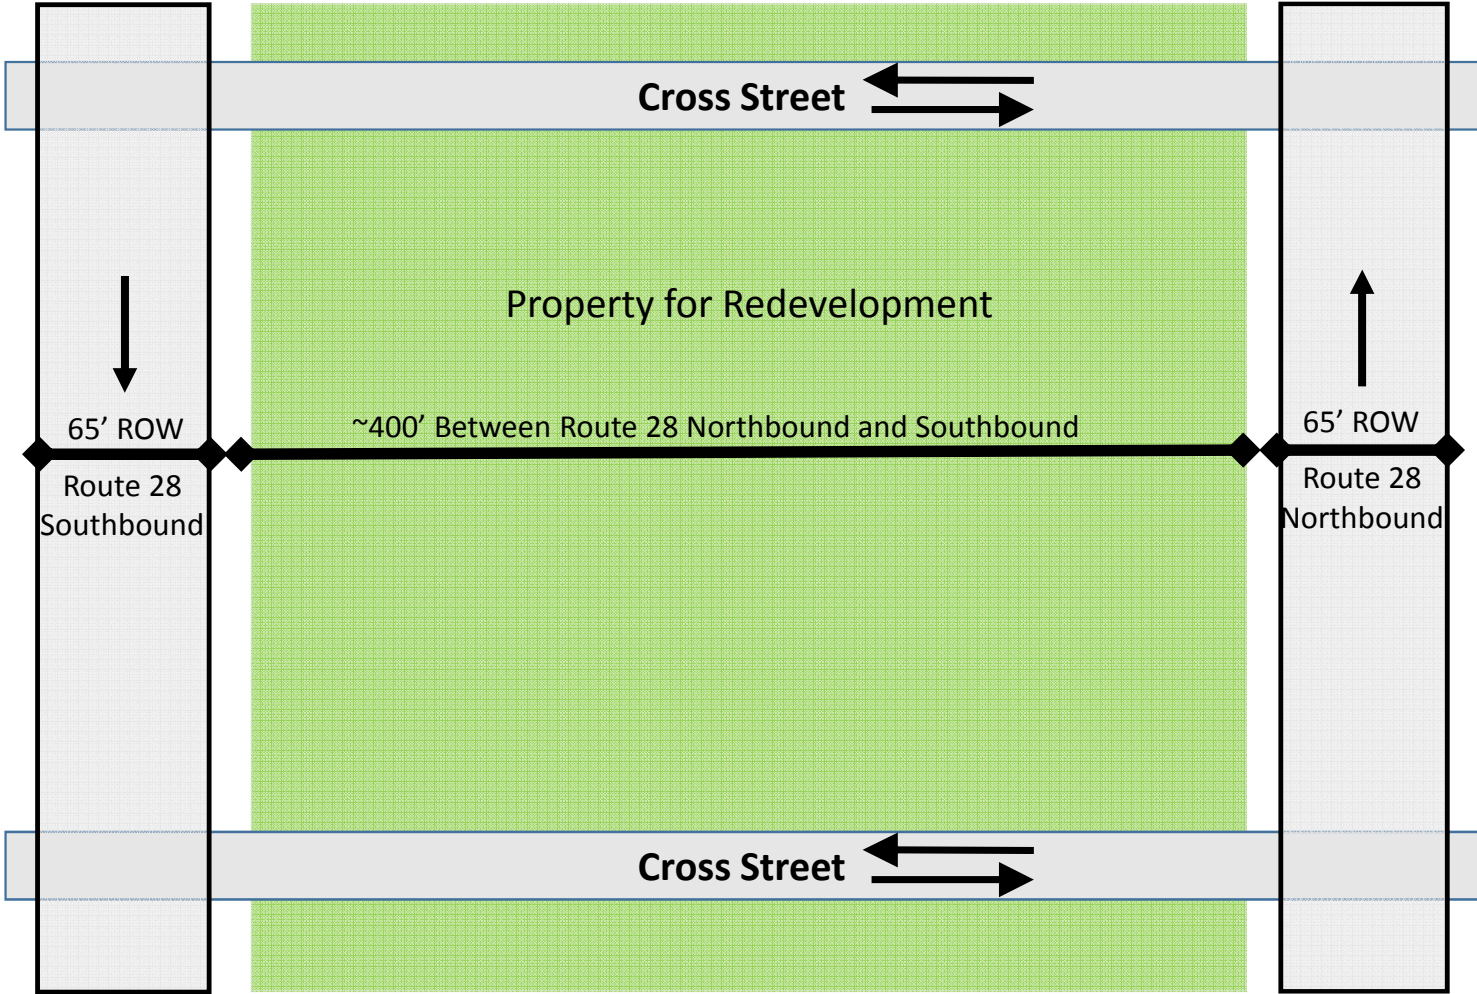 Cross Street
Property for Redevelopment
65’ ROW
~400’ Between Route 28 Northbound and Southbound
65’ ROW
Route 28
Southbound
Route 28
Northbound
Cross Street